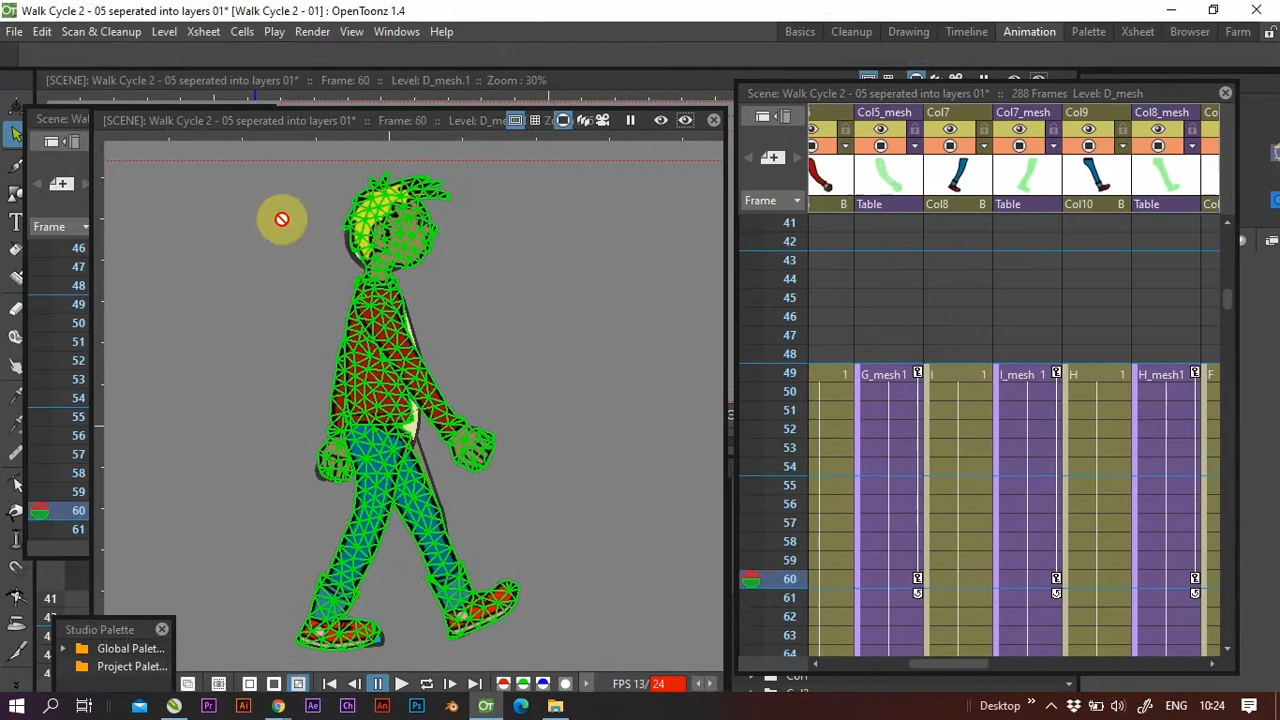 Walk Cycle 2 - 05 seperated into layers 01* [Walk Cycle 2 - 01] : OpenToonz 1.4
File Edit Scan & Cleanup Level Xsheet Cells Play Render View Windows Help
Basics Cleanup Drawing Timeline Animation Palette Xsheet Browser Farm
[SCENE]: Walk Cycle 2 - 05 seperated into layers 01* :: Frame: 60 :: Level: D_mesh.1 :: Zoom : 30%
Scene: Wal
[SCENE]: Walk Cycle 2 - 05 seperated into layers 01* :: Frame: 60 :: Level: D_me
Scene: Walk Cycle 2 - 05 seperated into layers 01* :: 288 Frames Level: D_mesh
Col5_mesh Col7 Col7_mesh Col9 Col8_mesh
Frame B Table Col8 B Table Col10 B Table
Frame
46
47
48
49
50
51
52
53
54
55
56
57
58
59
60
61
41
42
43
44
45
46
47
48
49 1 G_mesh1 I 1 I_mesh 1 H 1 H_mesh1 F
50
51
52
53
54
55
56
57
58
59
60
61
62
63
64
41
Studio Palette
Global Palet...
Project Palet...
FPS 13/24
Desktop 10:24